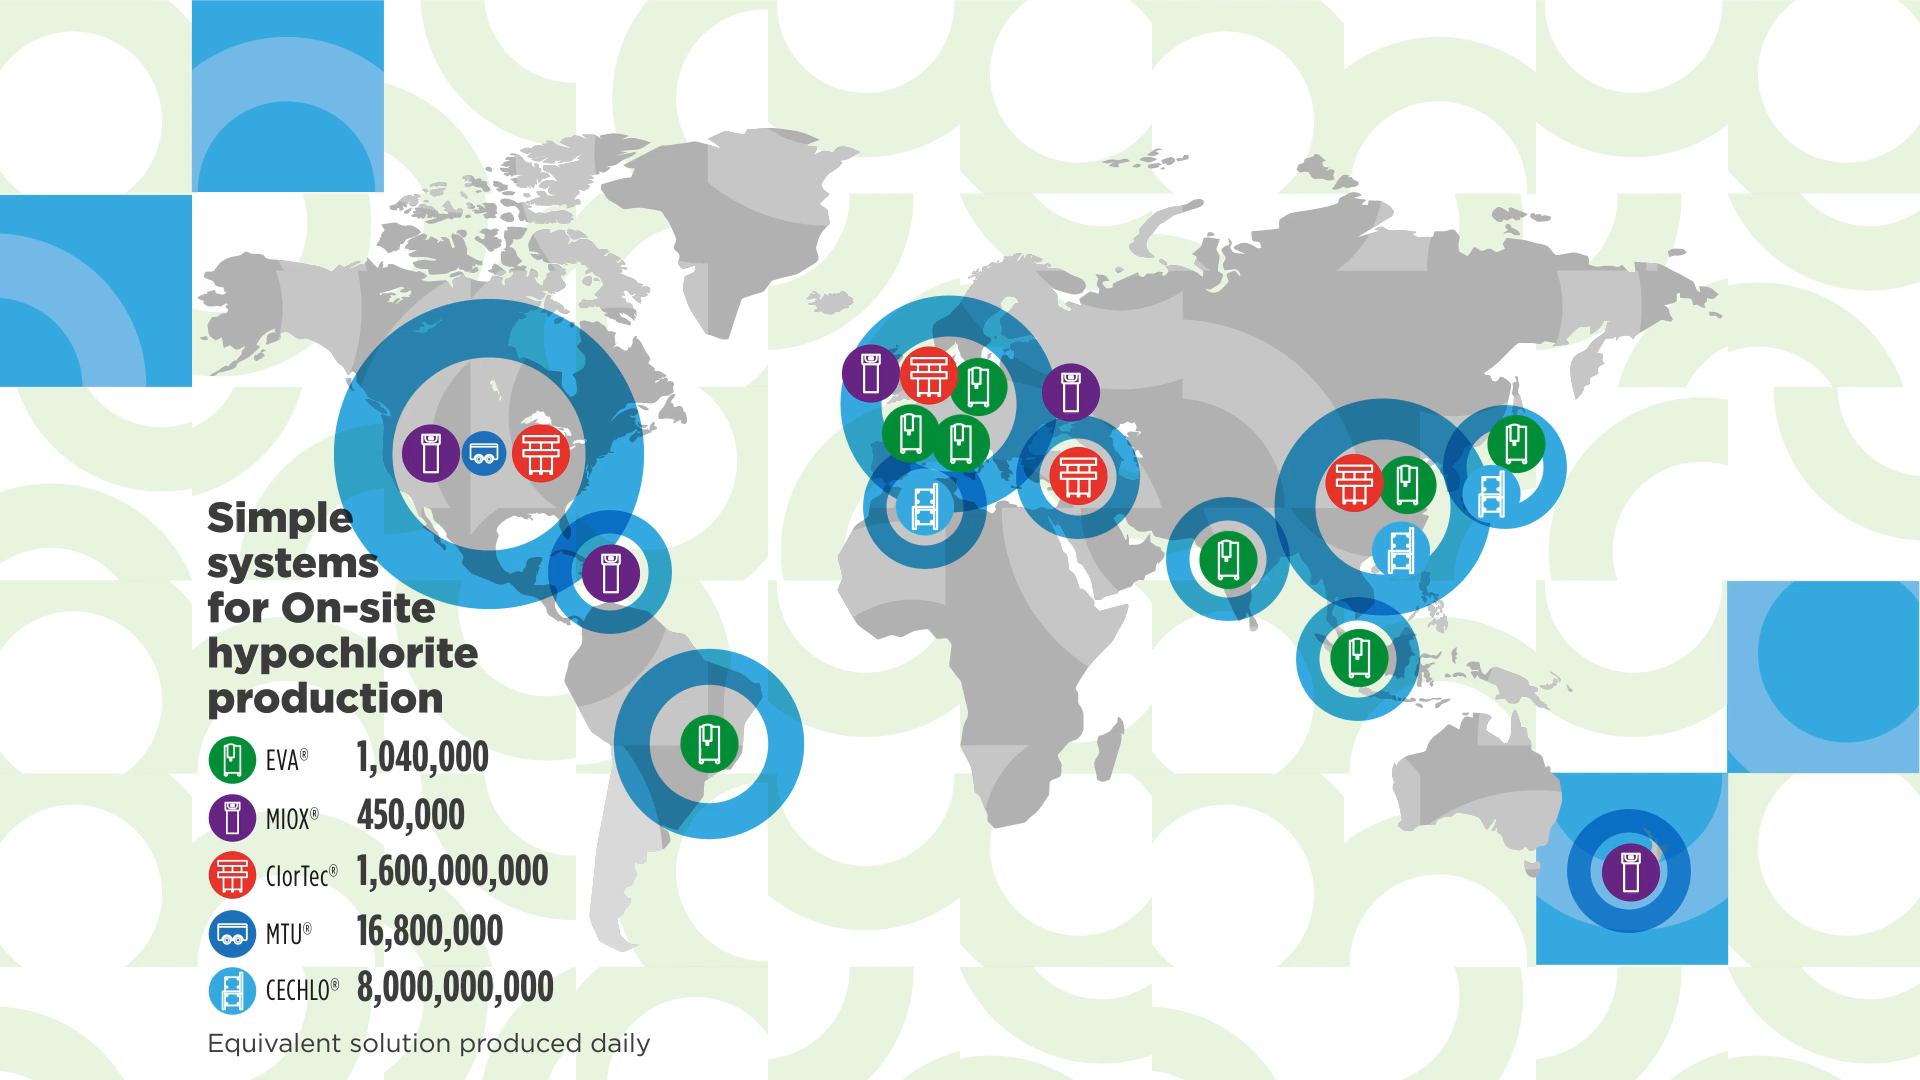 Simple
systems
for On-site
hypochlorite
production
EVA® 1,040,000
MIOX® 450,000
ClorTec® 1,600,000,000
MTU® 16,800,000
CECHLO® 8,000,000,000
Equivalent solution produced daily